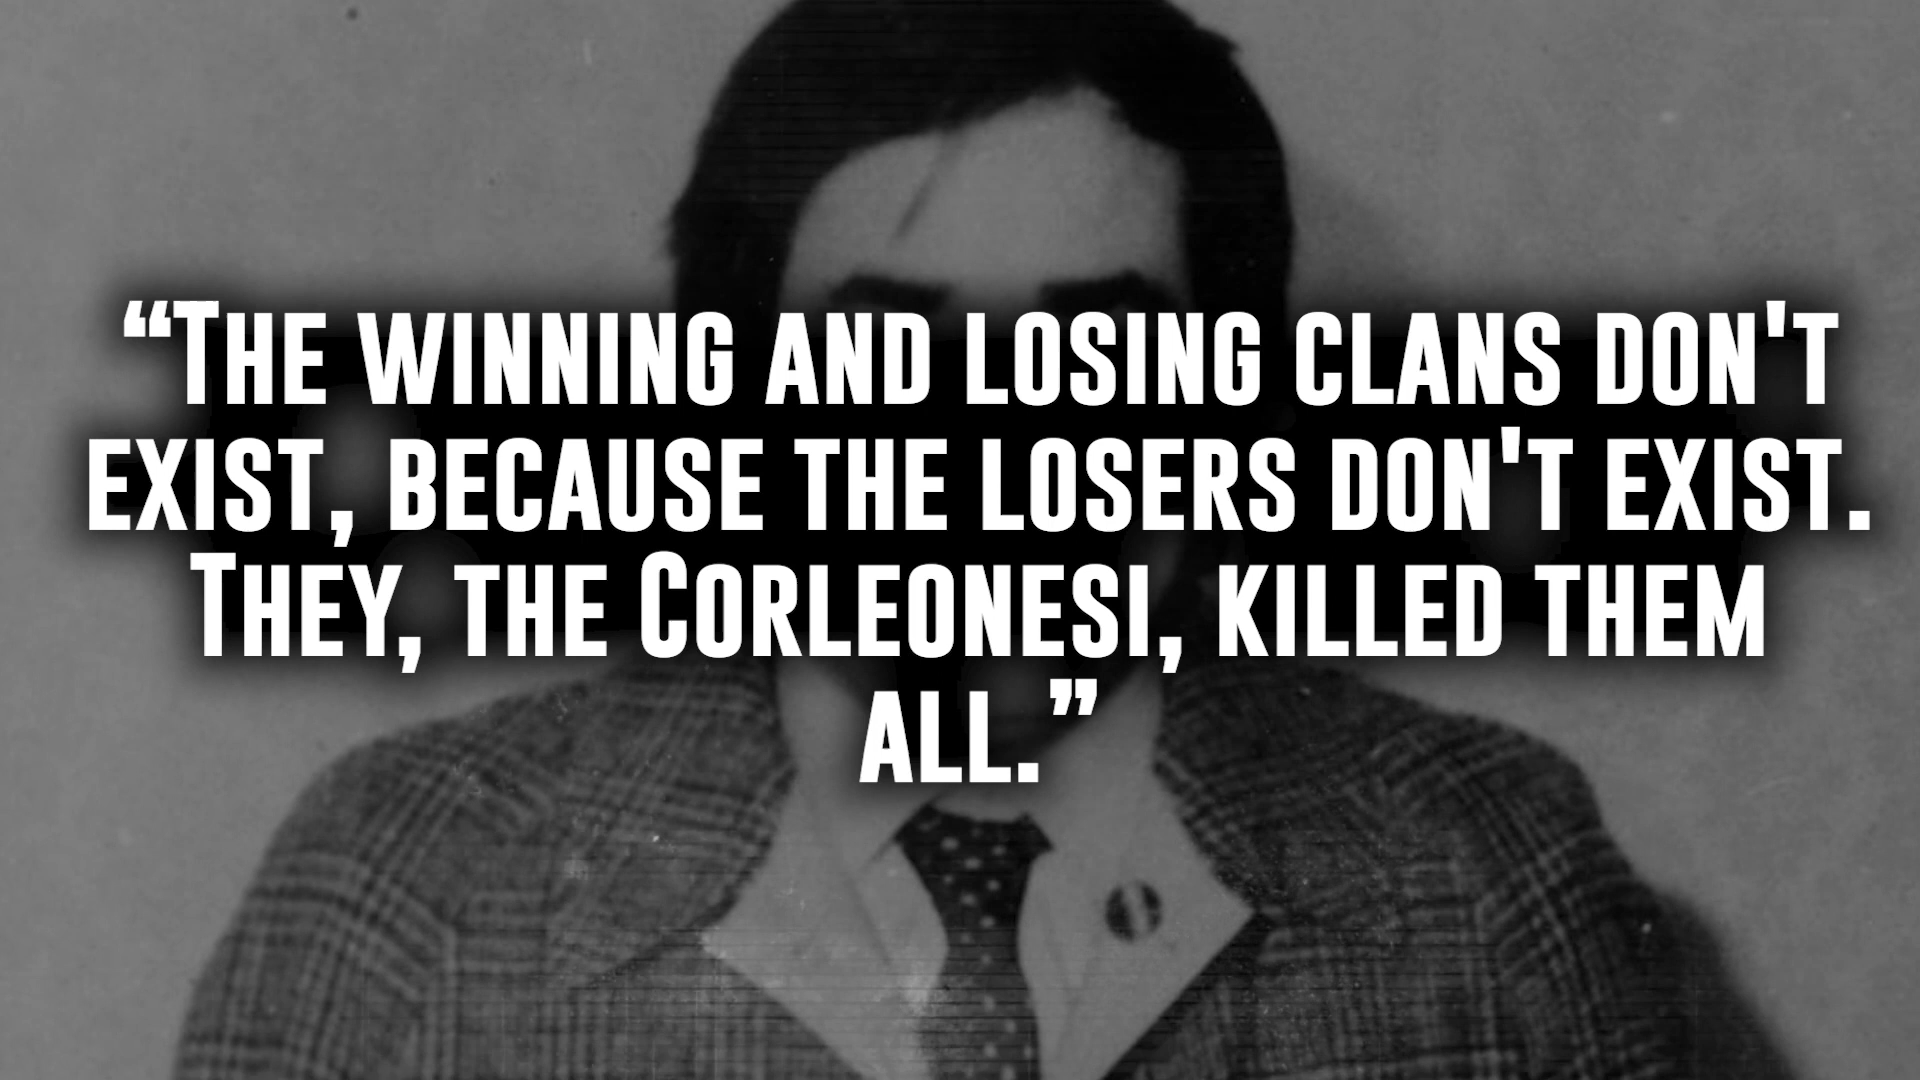 “The winning and losing clans don't
exist, because the losers don't exist.
They, the Corleonesi, killed them
all.”